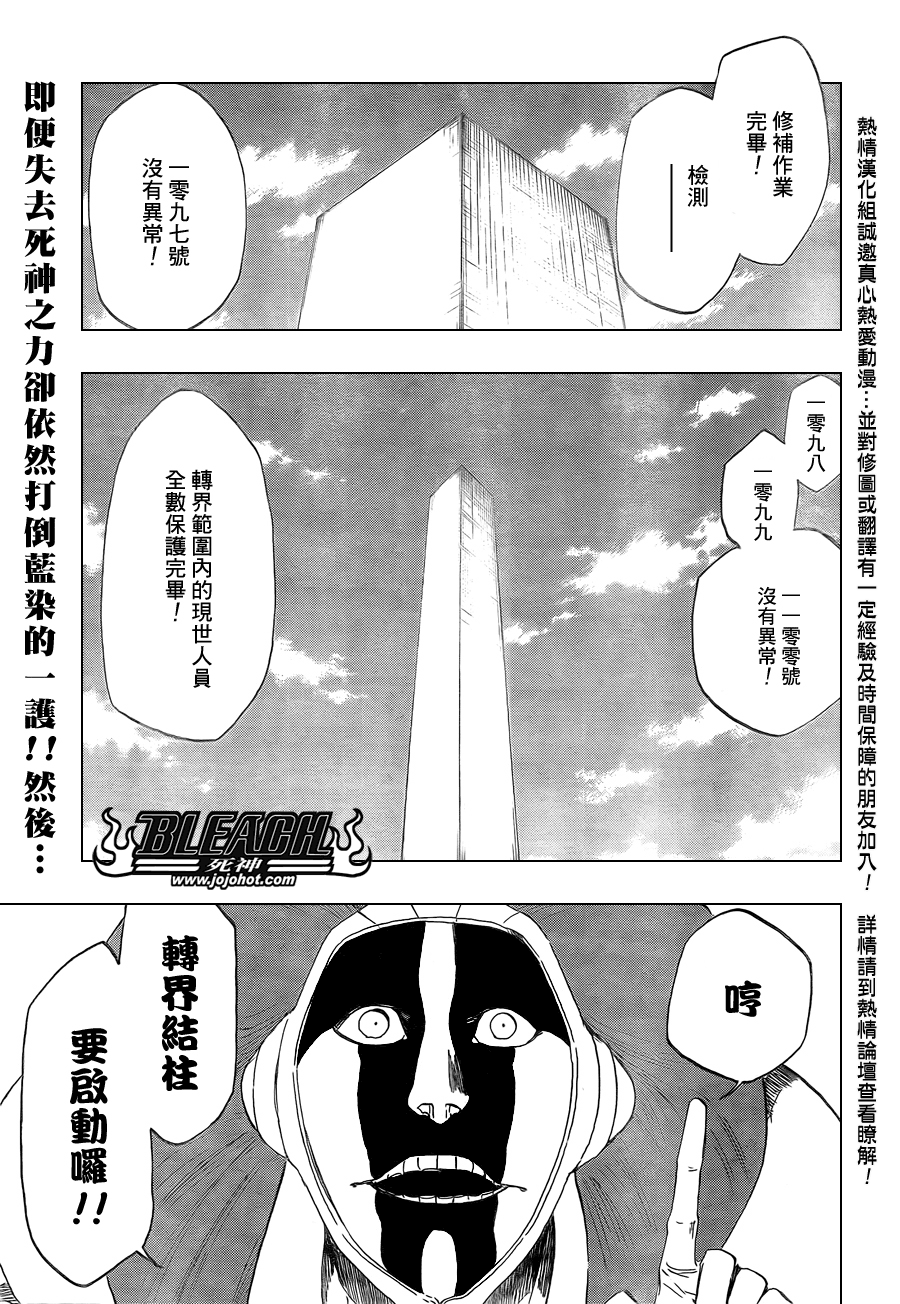 熱情漢化組誠邀真心熱愛動漫…並對修圖或翻譯有一定經驗及時間保障的朋友加入！
詳情請到熱情論壇查看瞭解！
修補作業
完畢！
檢測
——
一零九七號
沒有異常！
一零九八
一零九九
一一零零號
沒有異常！
轉界範圍內的現世人員
全數保護完畢！
BLEACH
死神
www.jojohot.com
哼
轉界結柱
要啟動囉！！
即便失去死神之力卻依然打倒藍染的一護！！然後…